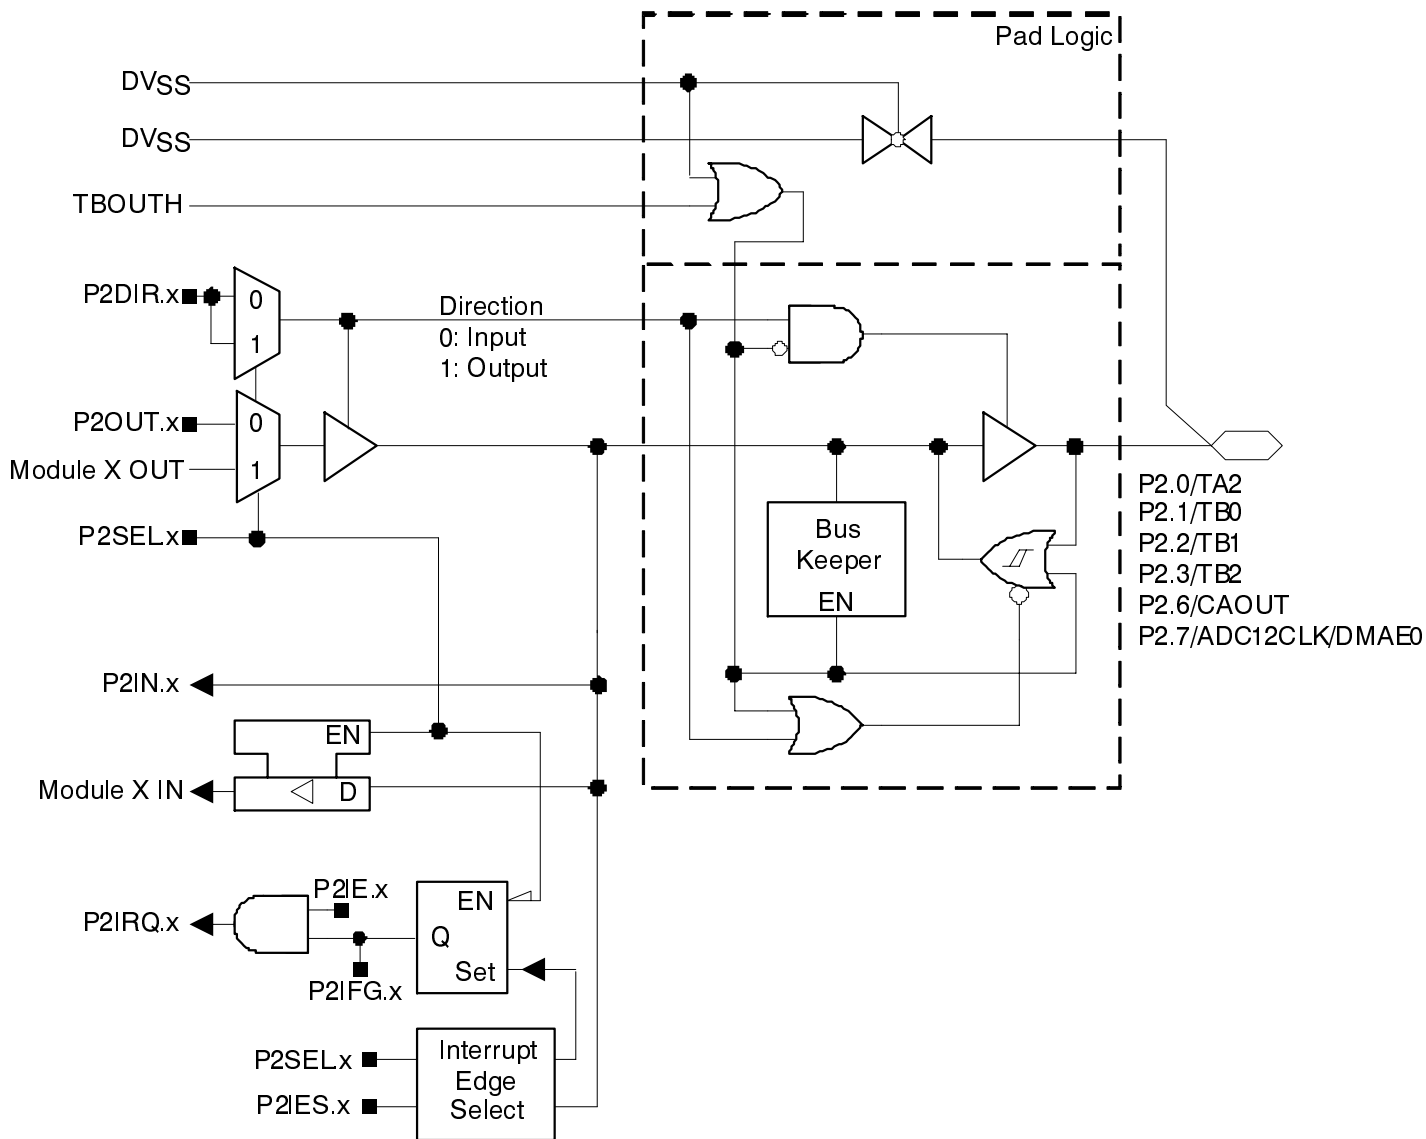 Pad Logic
DVSS
DVSS
TBOUTH
P2DIR.x
0
1
Direction
0: Input
1: Output
P2OUT.x
0
Module X OUT
1
P2SEL.x
Bus
Keeper
EN
P2.0/TA2
P2.1/TB0
P2.2/TB1
P2.3/TB2
P2.6/CAOUT
P2.7/ADC12CLK/DMAE0
P2IN.x
EN
Module X IN
D
P2IE.x
EN
P2IRQ.x
Q
Set
P2IFG.x
P2SEL.x
Interrupt
Edge
Select
P2IES.x